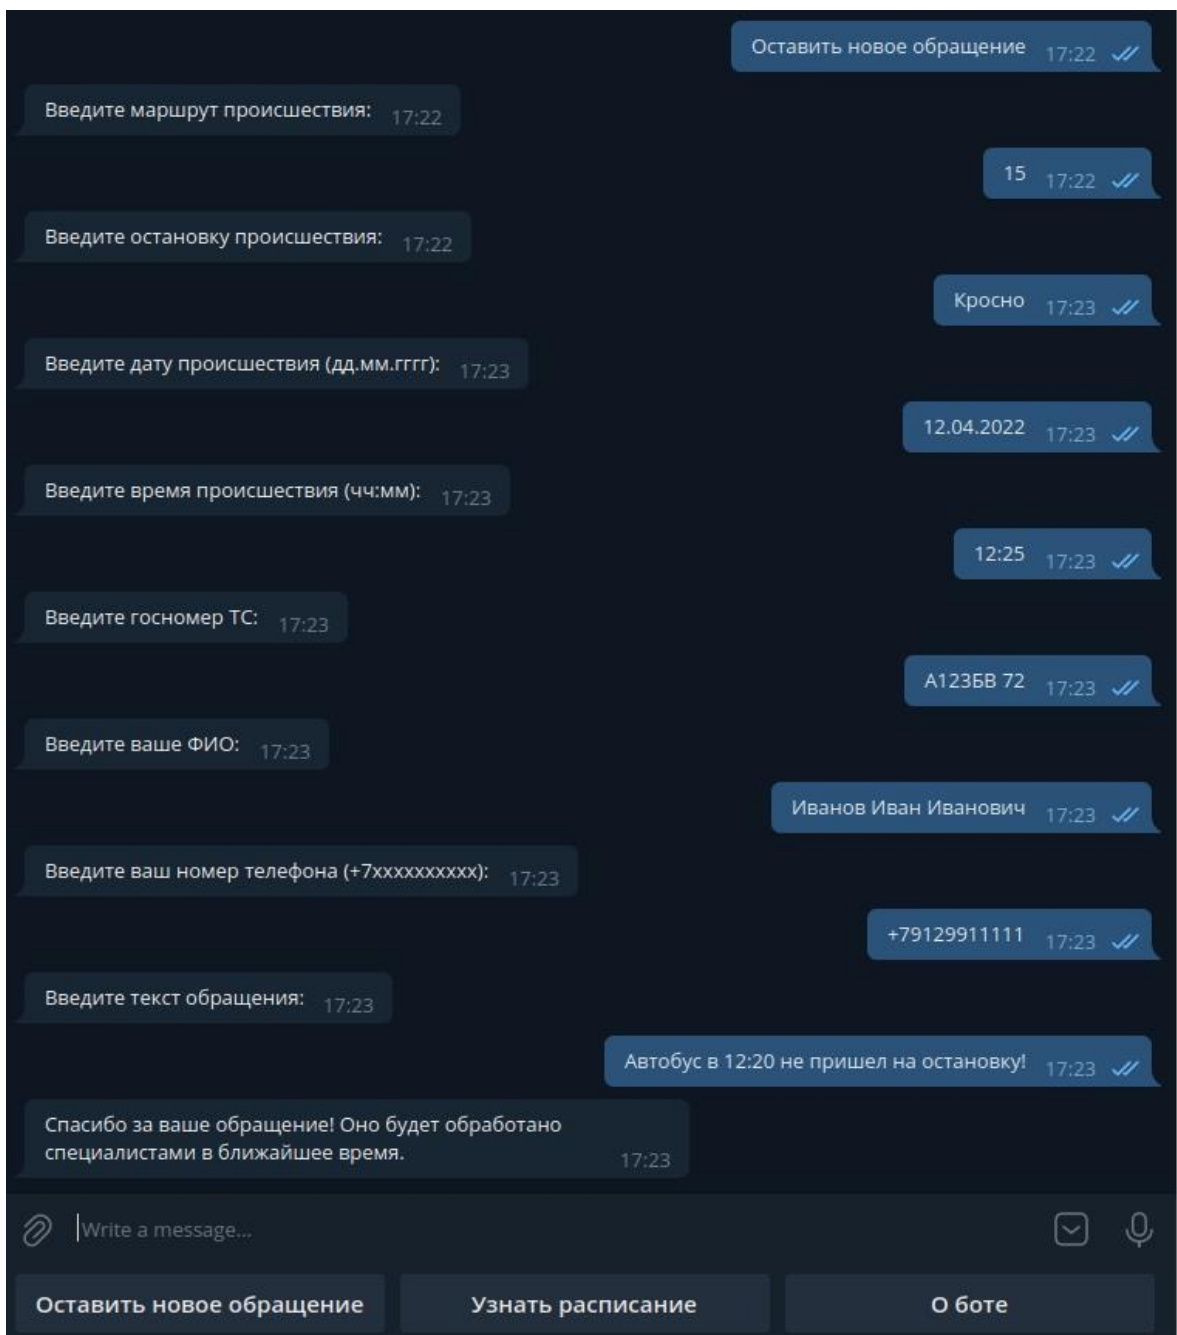 Оставить новое обращение 17:22
Введите маршрут происшествия: 17:22
15 17:22
Введите остановку происшествия: 17:22
Кросно 17:23
Введите дату происшествия (дд.мм.гггг): 17:23
12.04.2022 17:23
Введите время происшествия (чч:мм): 17:23
12:25 17:23
Введите госномер ТС: 17:23
А123БВ 72 17:23
Введите ваше ФИО: 17:23
Иванов Иван Иванович 17:23
Введите ваш номер телефона (+7xxxxxxxxxx): 17:23
+79129911111 17:23
Введите текст обращения: 17:23
Автобус в 12:20 не пришел на остановку! 17:23
Спасибо за ваше обращение! Оно будет обработано
специалистами в ближайшее время. 17:23
Write a message...
Оставить новое обращение Узнать расписание О боте